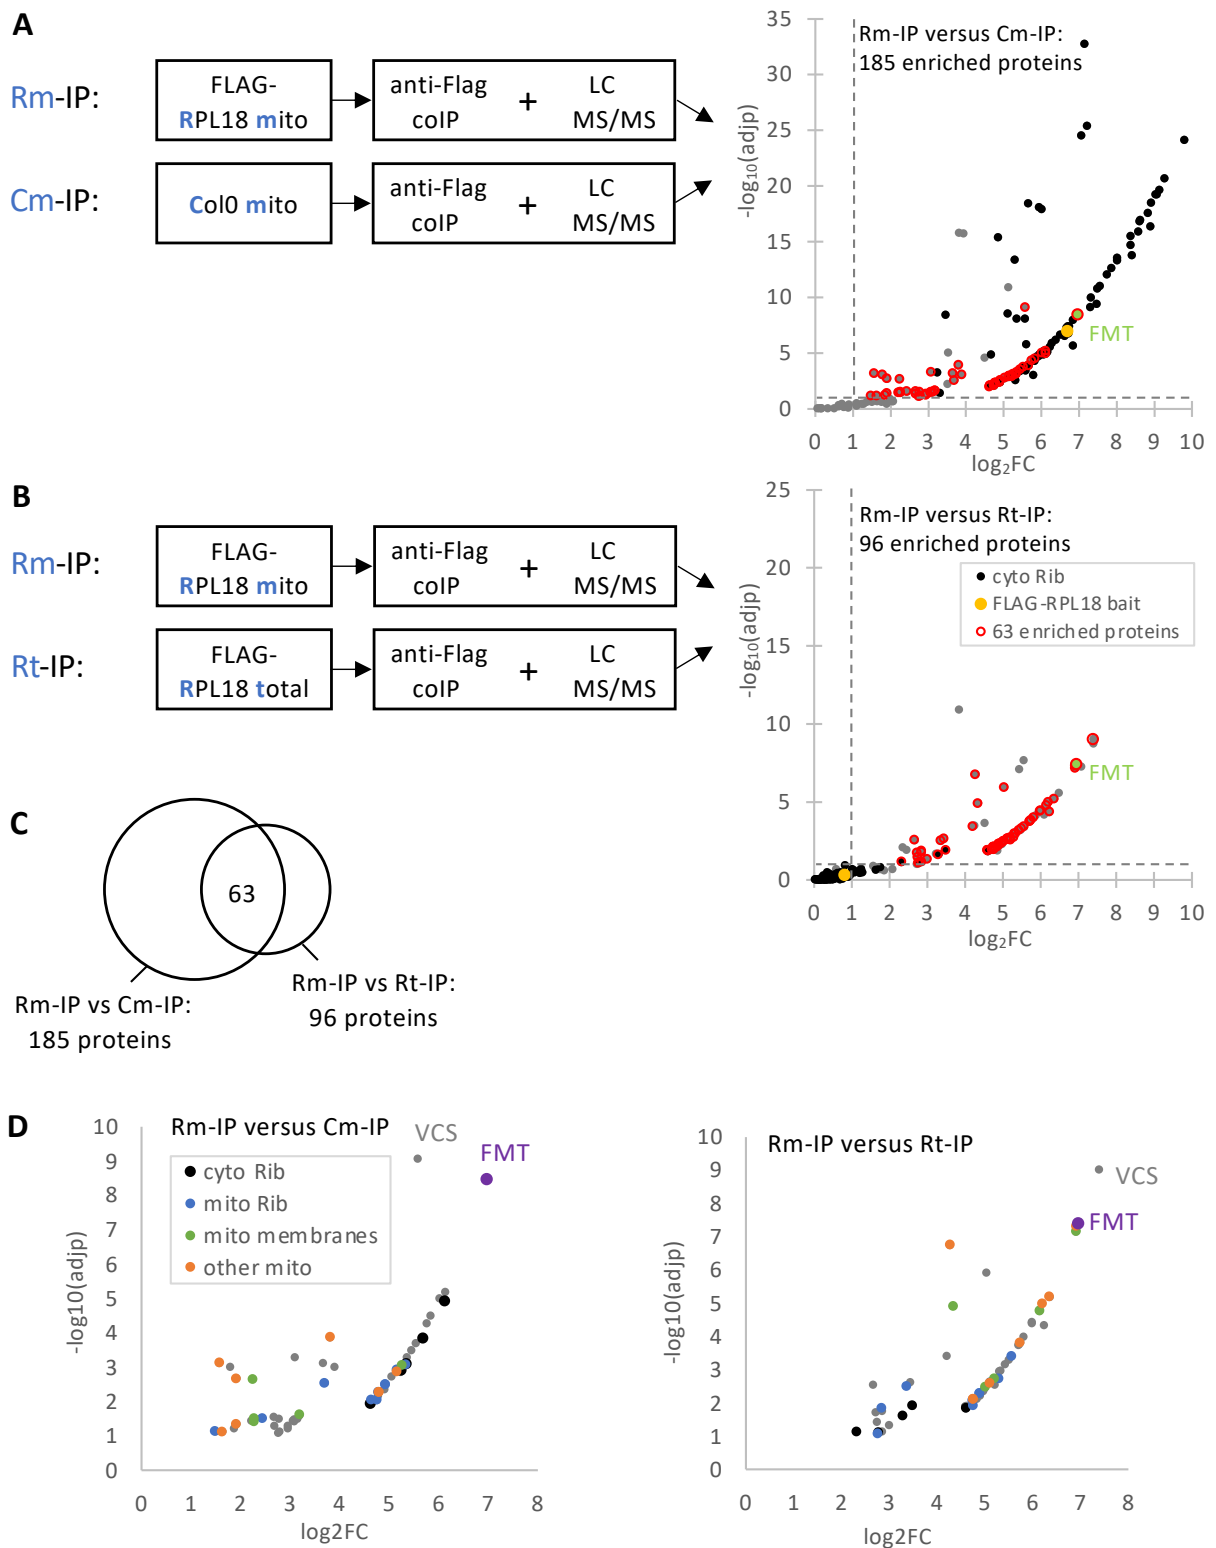 A
Rm-IP:
FLAG-
RPL18 mito
anti-Flag
coIP
+
LC
MS/MS
Cm-IP:
Col0 mito
anti-Flag
coIP
+
LC
MS/MS
Rm-IP versus Cm-IP:
185 enriched proteins
-log10(adjp)
35
30
25
20
15
10
5
0
FMT
0 1 2 3 4 5 6 7 8 9 10
log2FC
B
Rm-IP:
FLAG-
RPL18 mito
anti-Flag
coIP
+
LC
MS/MS
Rt-IP:
FLAG-
RPL18 total
anti-Flag
coIP
+
LC
MS/MS
Rm-IP versus Rt-IP:
96 enriched proteins
cyto Rib
FLAG-RPL18 bait
63 enriched proteins
-log10(adjp)
25
20
15
10
5
0
FMT
0 1 2 3 4 5 6 7 8 9 10
log2FC
C
63
Rm-IP vs Cm-IP:
185 proteins
Rm-IP vs Rt-IP:
96 proteins
D
Rm-IP versus Cm-IP
cyto Rib
mito Rib
mito membranes
other mito
VCS
FMT
-log10(adjp)
10
9
8
7
6
5
4
3
2
1
0
0 1 2 3 4 5 6 7 8
log2FC
Rm-IP versus Rt-IP
VCS
FMT
-log10(adjp)
10
9
8
7
6
5
4
3
2
1
0
0 1 2 3 4 5 6 7 8
log2FC